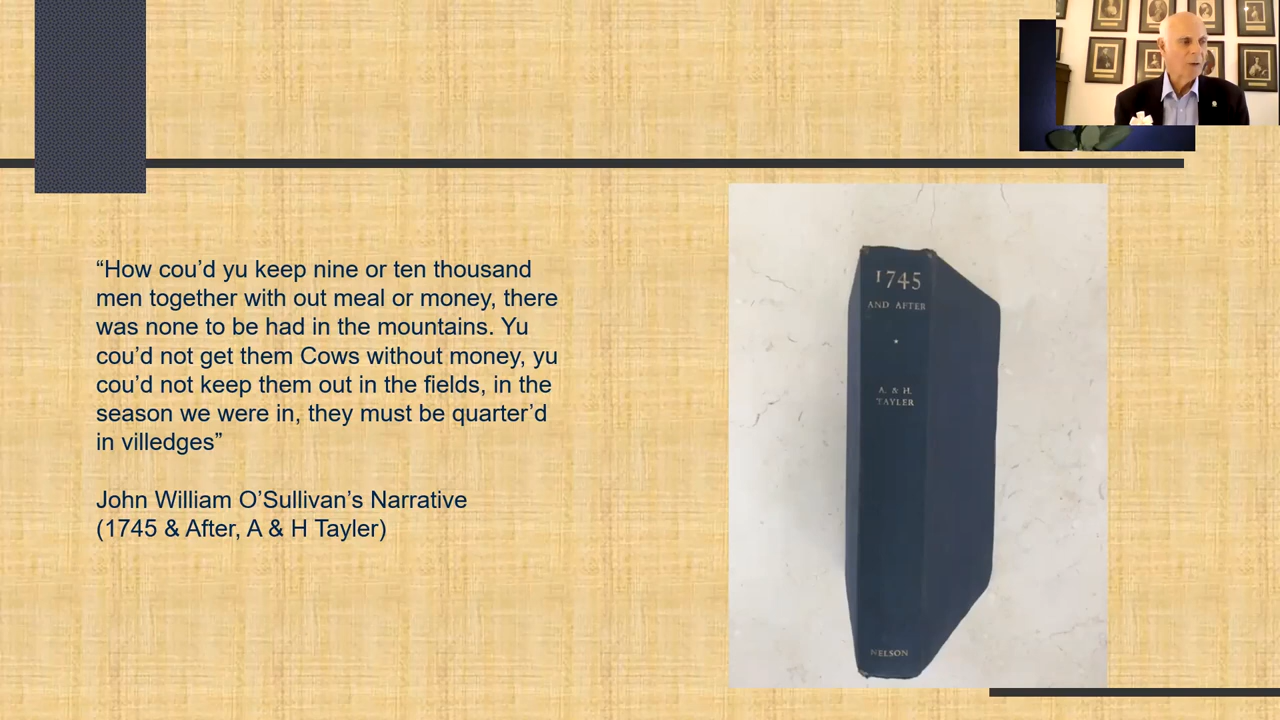 “How cou’d yu keep nine or ten thousand
men together with out meal or money, there
was none to be had in the mountains. Yu
cou’d not get them Cows without money, yu
cou’d not keep them out in the fields, in the
season we were in, they must be quarter’d
in villedges”
John William O’Sullivan’s Narrative
(1745 & After, A & H Tayler)
1745
AND AFTER
A. & H.
TAYLER
NELSON